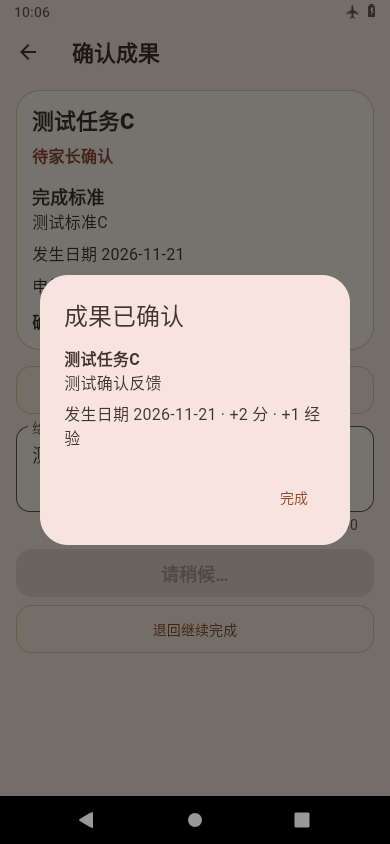 10:06
确认成果
测试任务C
待家长确认
完成标准
测试标准C
发生日期 2026-11-21
成果已确认
测试任务C
测试确认反馈
发生日期 2026-11-21 · +2 分 · +1 经
验
完成
请稍候…
退回继续完成